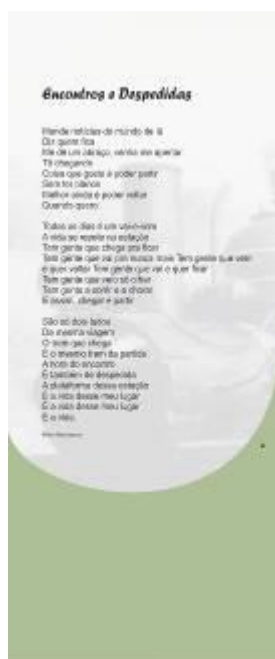 Encontros e Despedidas
Mande notícias do mundo de lá
Diz quem fica
Me dê um abraço, venha me apertar
Tô chegando
Coisa que gosto é poder partir
Sem ter planos
Melhor ainda é poder voltar
Quando quero
Todos os dias é um vai-e-vem
A vida se repete na estação
Tem gente que chega pra ficar
Tem gente que vai pra nunca mais Tem gente que vem
e quer voltar Tem gente que vai e quer ficar
Tem gente que veio só olhar
Tem gente a sorrir e a chorar
E assim, chegar e partir
São só dois lados
Da mesma viagem
O trem que chega
É o mesmo trem da partida
A hora do encontro
É também de despedida
A plataforma dessa estação
É a vida desse meu lugar
É a vida desse meu lugar
É a vida